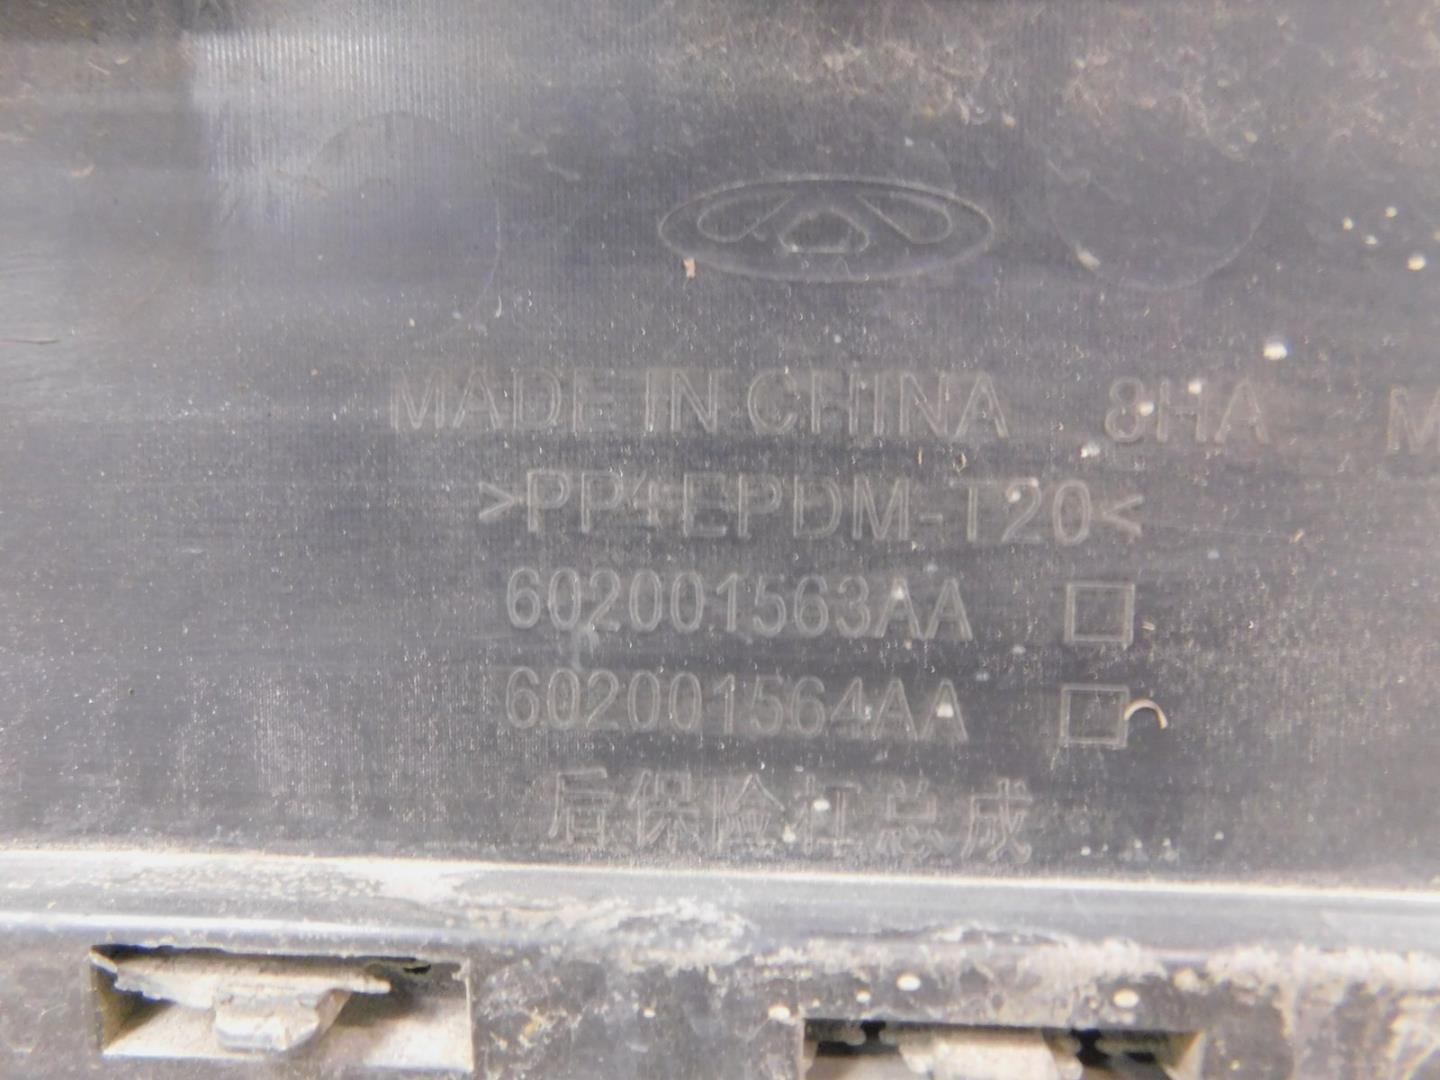 MADE IN CHINA 8HA M
>PP+EPDM-T20<
602001563AA
602001564AA
后保险杠总成